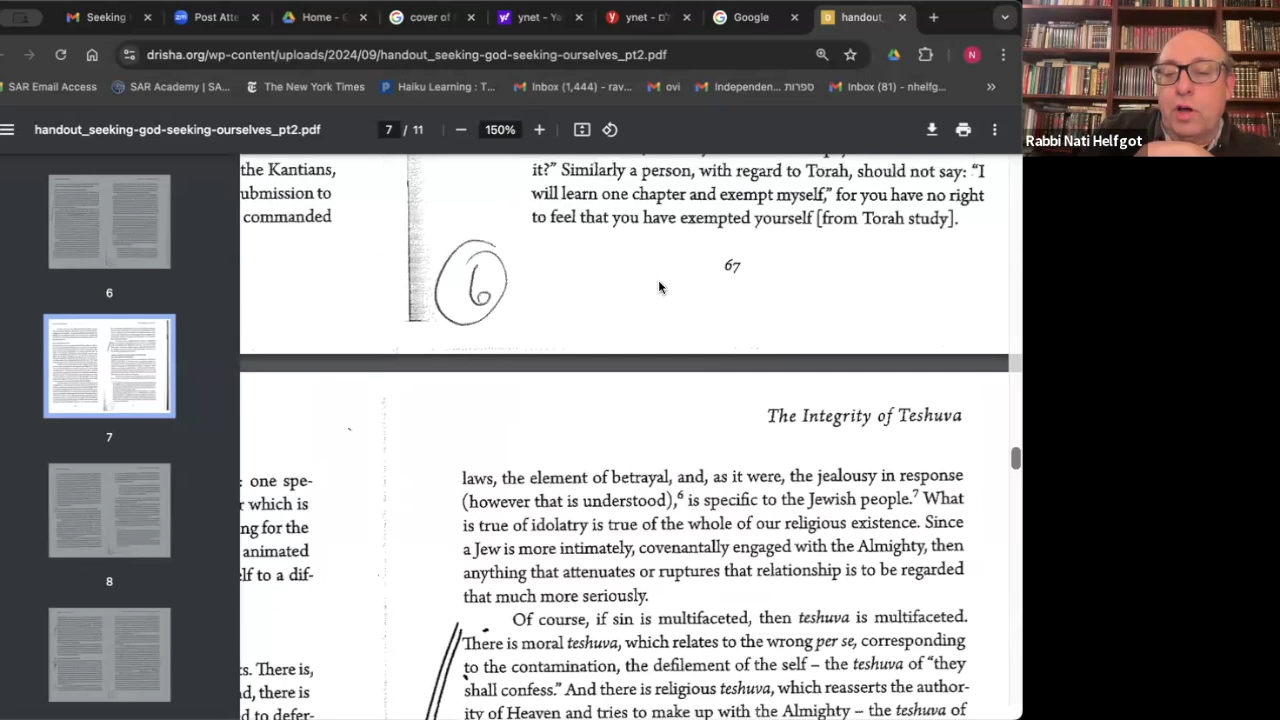 Seeking
Post Atte
Home -
cover of
ynet - Ya
ynet -
Google
handout_
drisha.org/wp-content/uploads/2024/09/handout_seeking-god-seeking-ourselves_pt2.pdf
N
SAR Email Access
SAR Academy | SA...
The New York Times
Haiku Learning : T...
Inbox (1,444) - rav...
ovi
Independen... ספרות
Inbox (81) - nhelfg...
»
handout_seeking-god-seeking-ourselves_pt2.pdf
7 / 11
150%
Rabbi Nati Helfgot
6
7
8
the Kantians,
ubmission to
commanded
it?" Similarly a person, with regard to Torah, should not say: "I
will learn one chapter and exempt myself," for you have no right
to feel that you have exempted yourself [from Torah study].
67
6
: one spe-
r which is
ng for the
animated
lf to a dif-
s. There is,
d, there is
d to defer-
The Integrity of Teshuva
laws, the element of betrayal, and, as it were, the jealousy in response
(however that is understood),6 is specific to the Jewish people.7 What
is true of idolatry is true of the whole of our religious existence. Since
a Jew is more intimately, covenantally engaged with the Almighty, then
anything that attenuates or ruptures that relationship is to be regarded
that much more seriously.
Of course, if sin is multifaceted, then teshuva is multifaceted.
There is moral teshuva, which relates to the wrong per se, corresponding
to the contamination, the defilement of the self – the teshuva of "they
shall confess." And there is religious teshuva, which reasserts the author-
ity of Heaven and tries to make up with the Almighty – the teshuva of